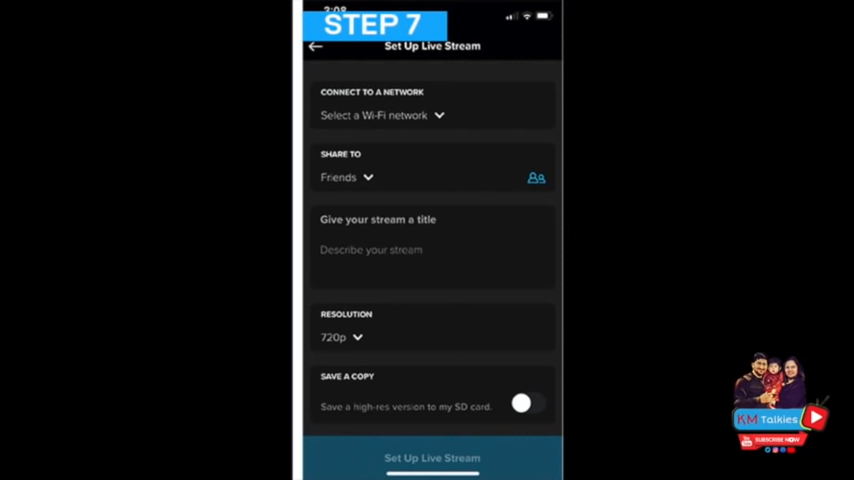 2:08
STEP 7
Set Up Live Stream
CONNECT TO A NETWORK
Select a Wi-Fi network
SHARE TO
Friends
Give your stream a title
Describe your stream
RESOLUTION
720p
SAVE A COPY
Save a high-res version to my SD card.
Set Up Live Stream
KM Talkies
SUBSCRIBE NOW